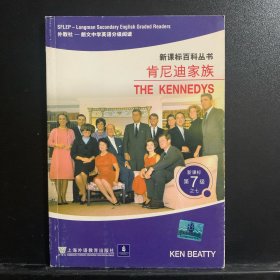 SFLEP – Longman Secondary English Graded Readers
外教社 — 朗文中学英语分级阅读
新课标百科丛书
肯尼迪家族
THE KENNEDYS
新课标
第7级
之七
上海外语教育出版社
KEN BEATTY